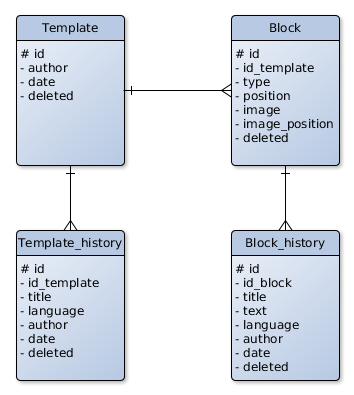 Template
# id
- author
- date
- deleted
Block
# id
- id_template
- type
- position
- image
- image_position
- deleted
Template_history
# id
- id_template
- title
- language
- author
- date
- deleted
Block_history
# id
- id_block
- title
- text
- language
- author
- date
- deleted